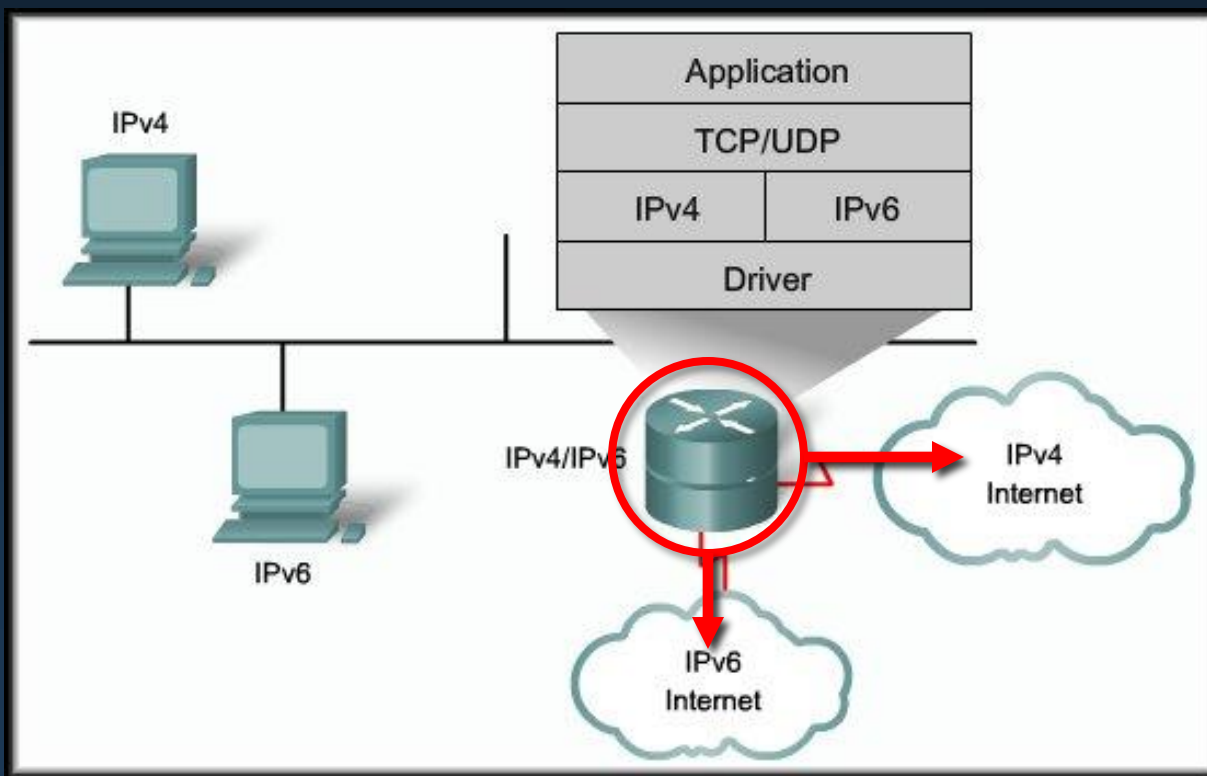 Application
TCP/UDP
IPv4 IPv6
Driver
IPv4
IPv6
IPv4/IPv6
IPv4
Internet
IPv6
Internet